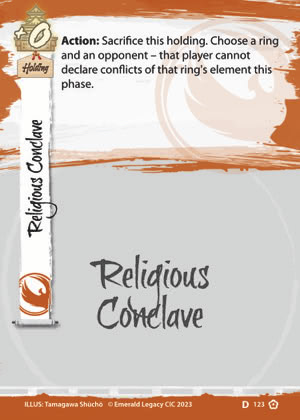 +0
Holding
Action: Sacrifice this holding. Choose a ring
and an opponent – that player cannot
declare conflicts of that ring's element this
phase.
Religious Conclave
Religious
Conclave
ILLUS: Tamagawa Shūchō © Emerald Legacy CIC 2023
D 123